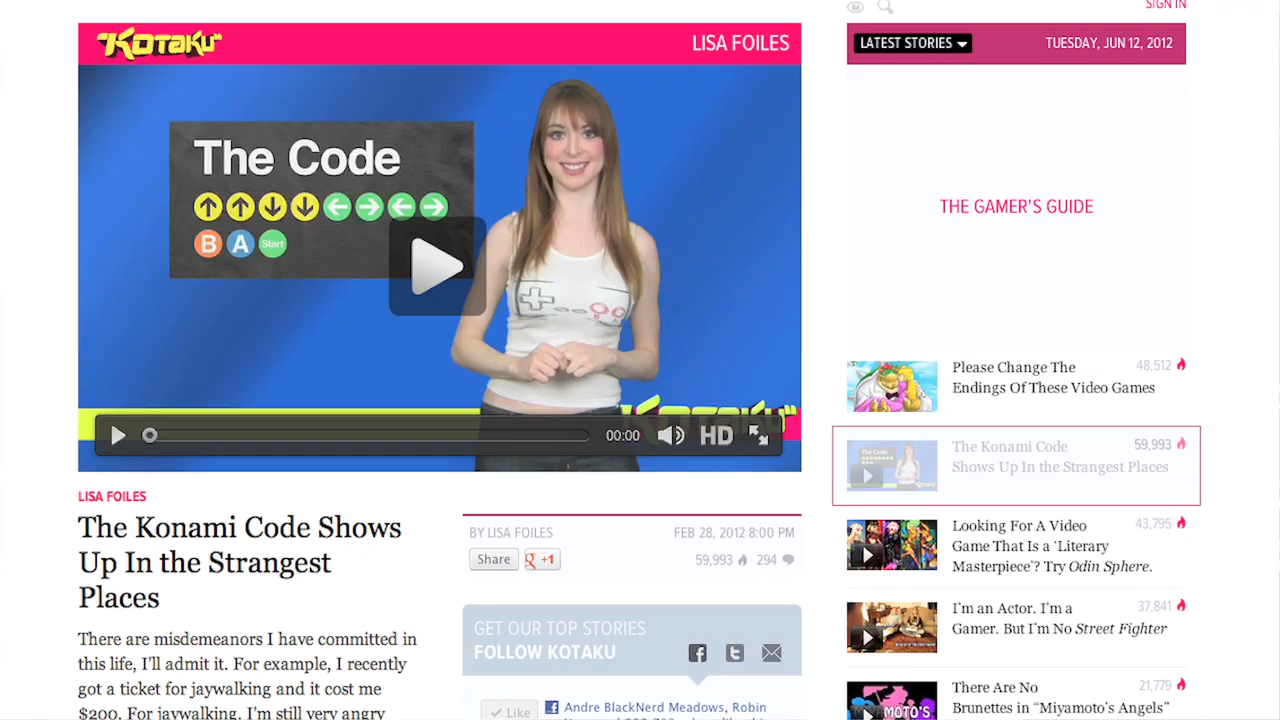 SIGN IN
KOTAKU
LISA FOILES
The Code
B A Start
B A
KOTAKU
00:00
HD
LISA FOILES
The Konami Code Shows
Up In the Strangest
Places
There are misdemeanors I have committed in
this life, I'll admit it. For example, I recently
got a ticket for jaywalking and it cost me
$200. For jaywalking. I'm still very angry
BY LISA FOILES
FEB 28, 2012 8:00 PM
Share
+1
59,993
294
GET OUR TOP STORIES
FOLLOW KOTAKU
Like
Andre BlackNerd Meadows, Robin
LATEST STORIES
TUESDAY, JUN 12, 2012
THE GAMER'S GUIDE
Please Change The
Endings Of These Video Games
48,512
The Code
The Konami Code
Shows Up In the Strangest Places
59,993
Looking For A Video
Game That Is a ‘Literary
Masterpiece’? Try Odin Sphere.
43,795
I’m an Actor. I’m a
Gamer. But I’m No Street Fighter
37,841
MIYAMOTO'S
There Are No
Brunettes in “Miyamoto’s Angels”
21,779